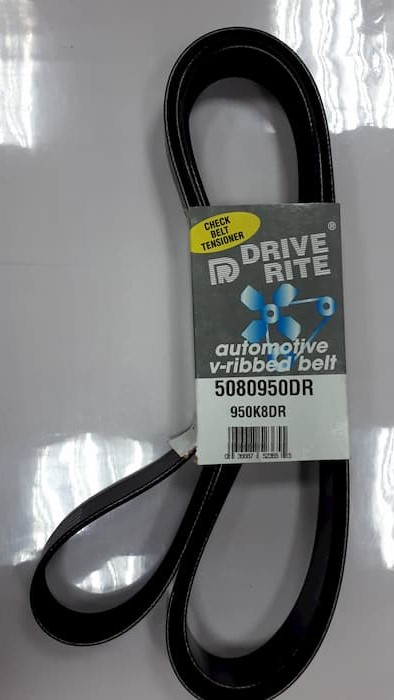 CHECK
BELT
TENSIONER
DRIVE ®
RITE
automotive
v-ribbed belt
5080950DR
950K8DR